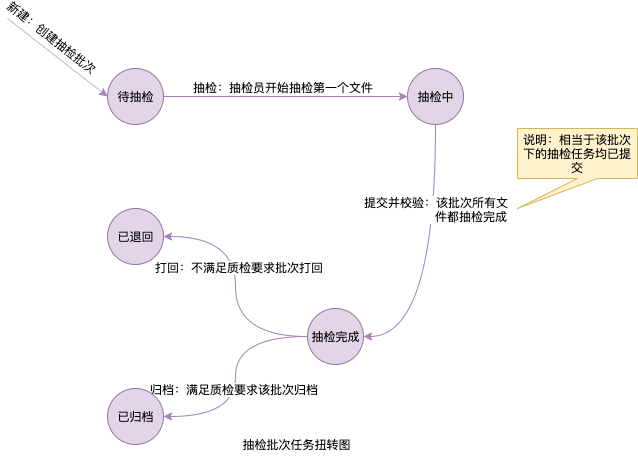 新建：创建抽检批次
待抽检
抽检：抽检员开始抽检第一个文件
抽检中
说明：相当于该批次
下的抽检任务均已提
交
提交并校验：该批次所有文
件都抽检完成
已退回
打回：不满足质检要求批次打回
抽检完成
归档：满足质检要求该批次归档
已归档
抽检批次任务扭转图